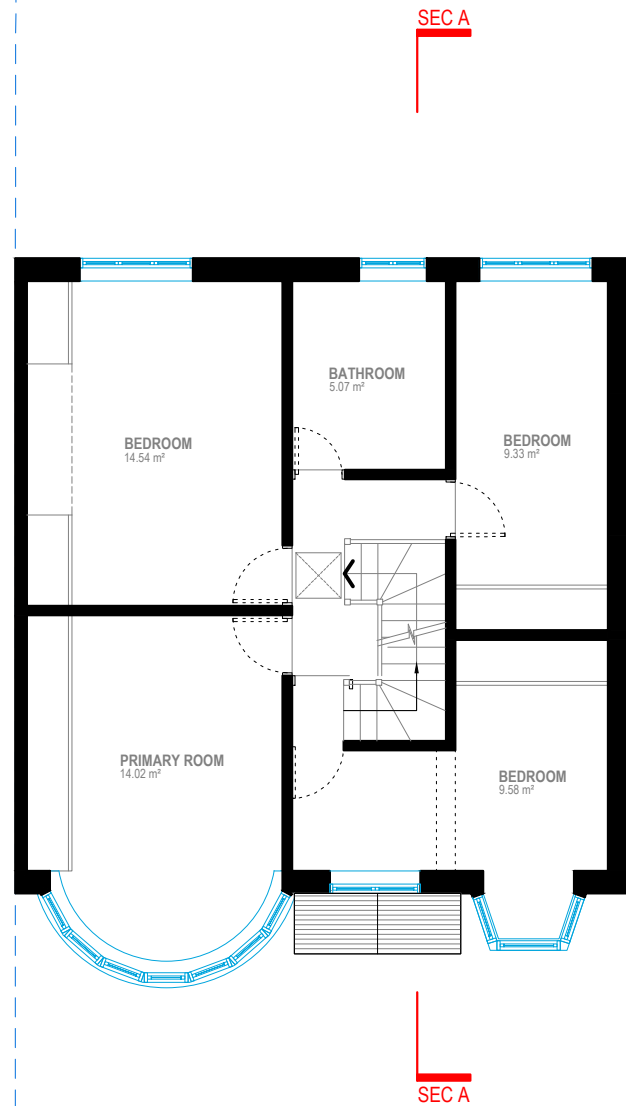 SEC A
BATHROOM
5.07 m²
BEDROOM
14.54 m²
BEDROOM
9.33 m²
PRIMARY ROOM
14.02 m²
BEDROOM
9.58 m²
SEC A